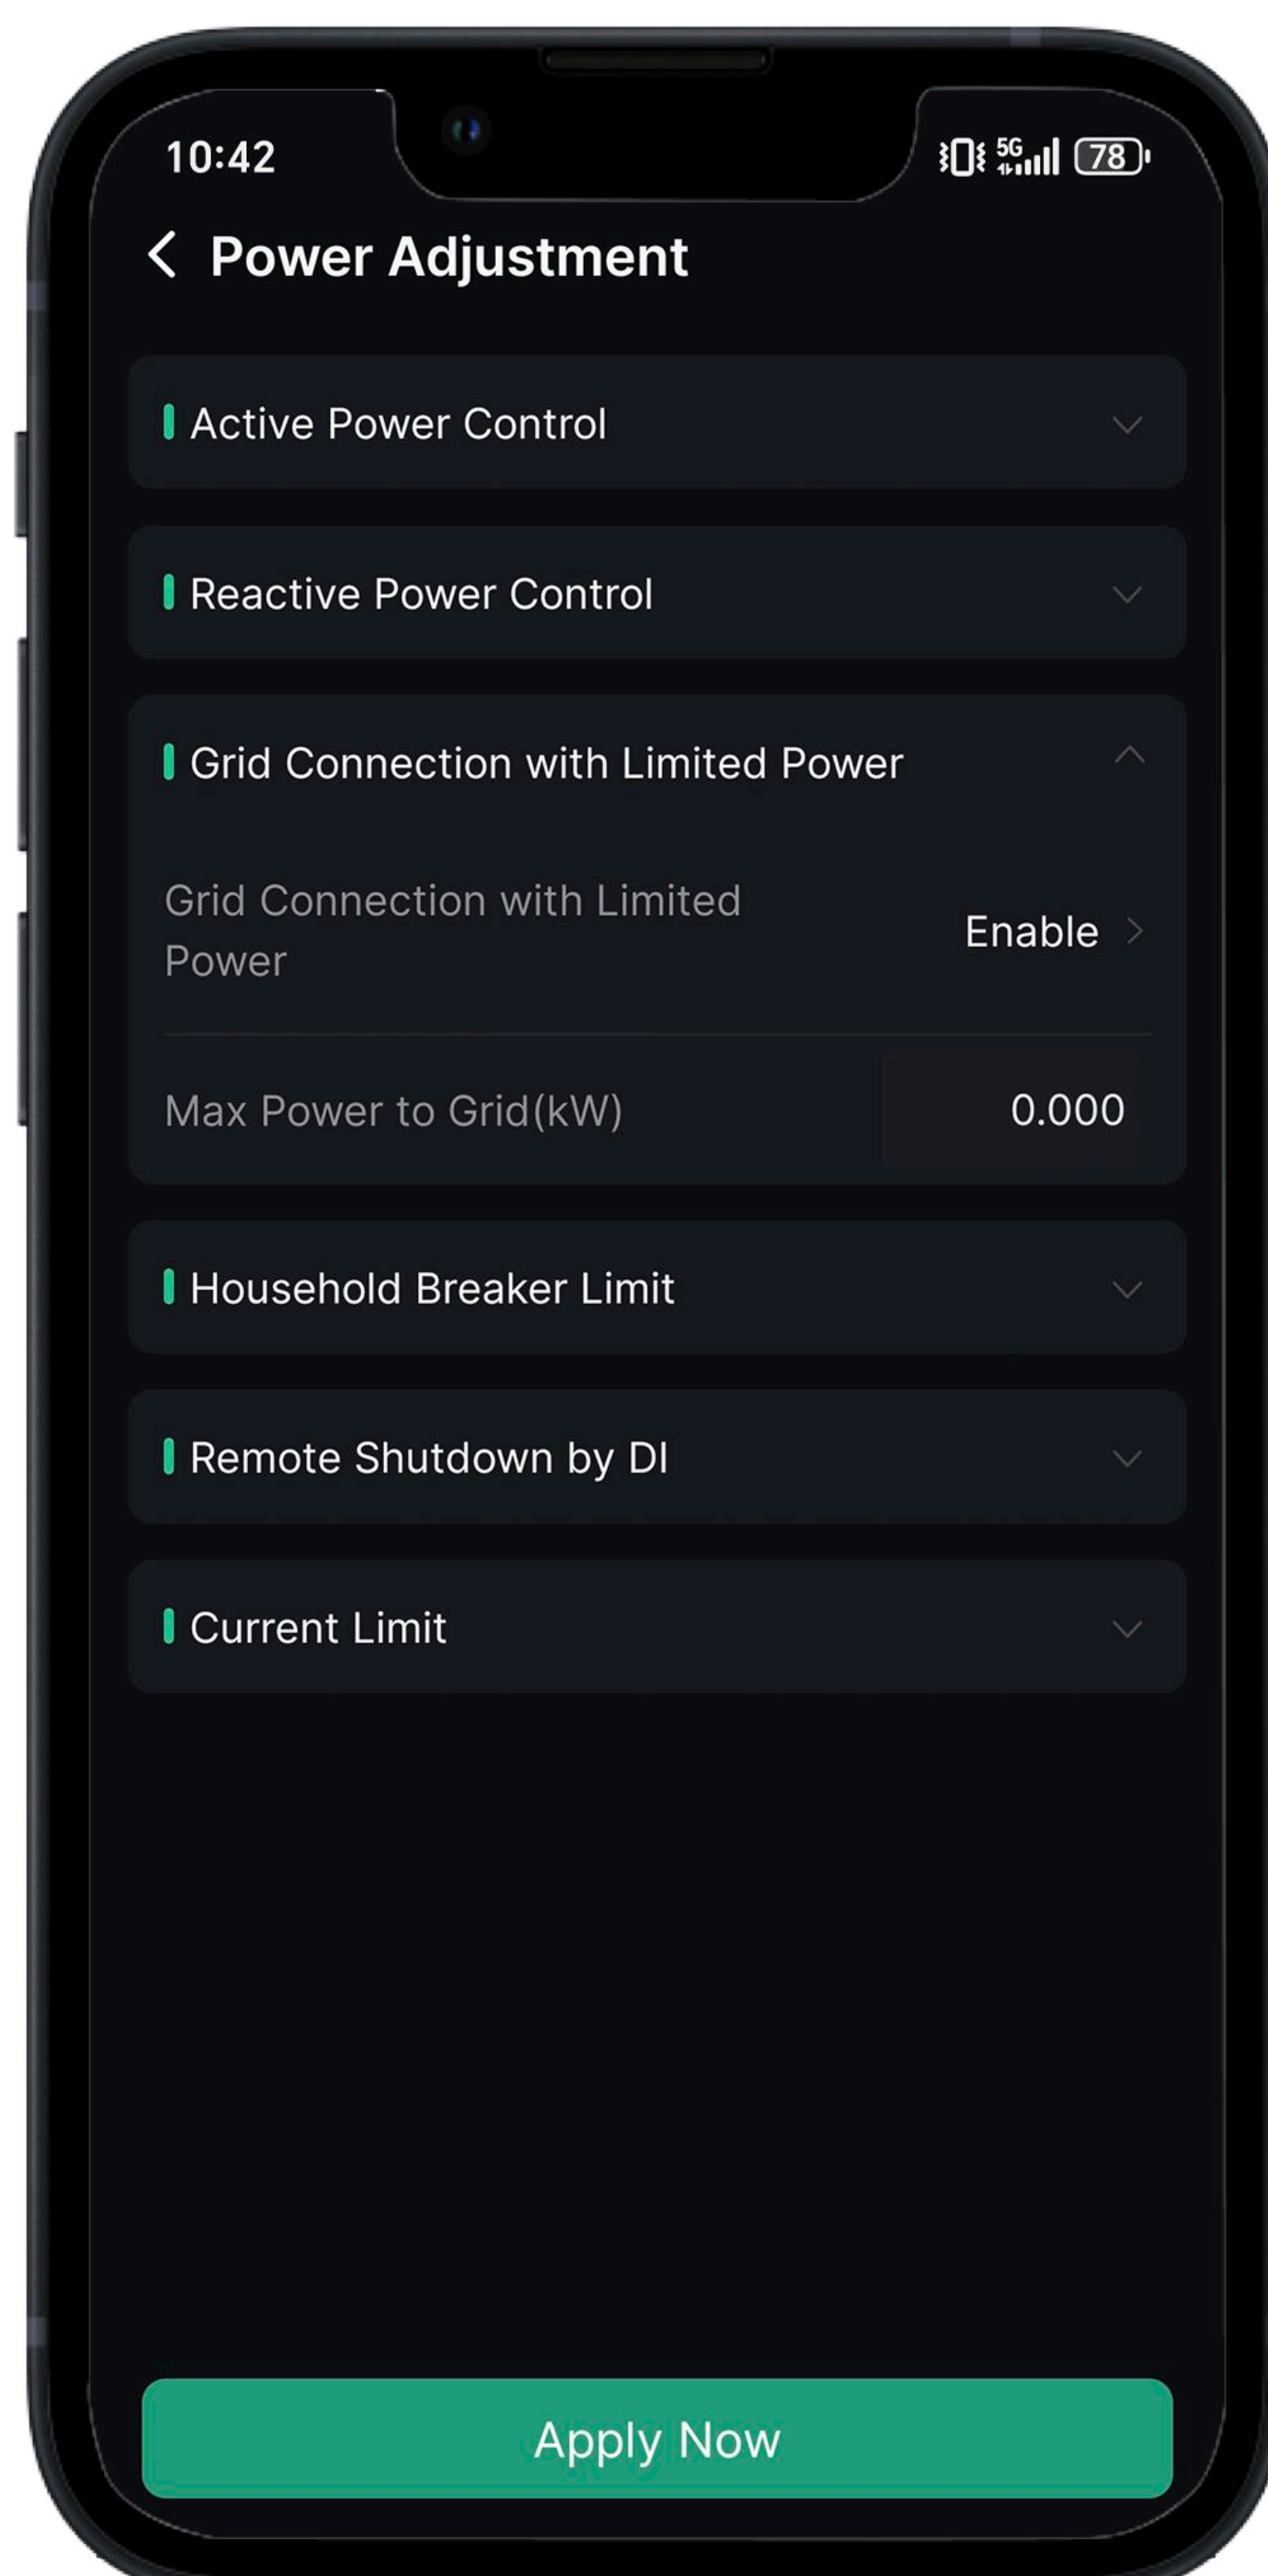 10:42
5G
78
Power Adjustment
Active Power Control
Reactive Power Control
Grid Connection with Limited Power
Grid Connection with Limited
Power
Enable
Max Power to Grid(kW)
0.000
Household Breaker Limit
Remote Shutdown by DI
Current Limit
Apply Now